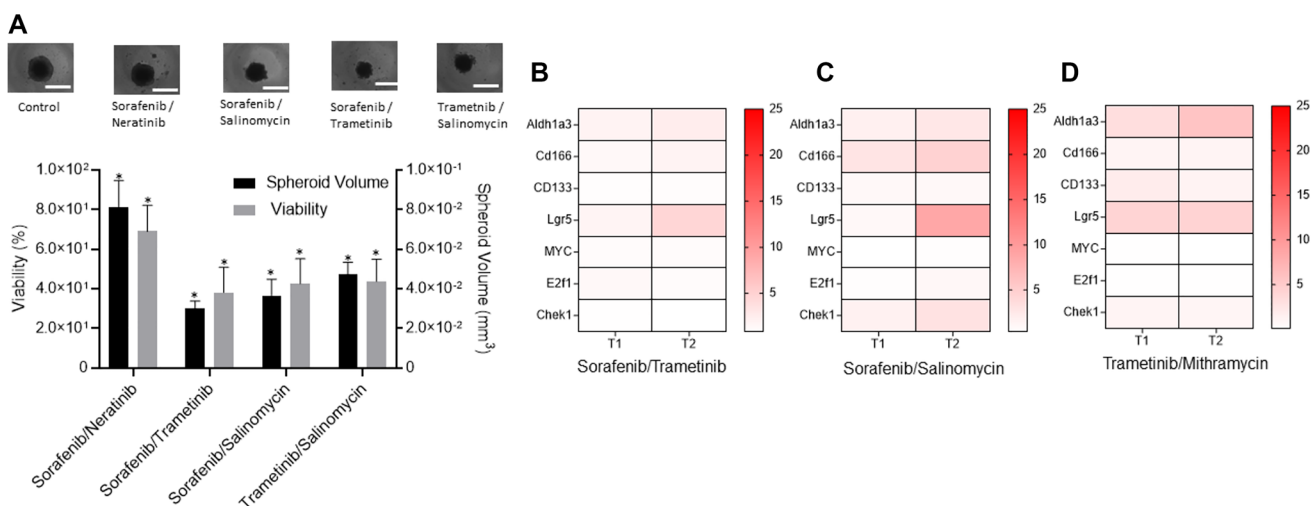 A
Control
Sorafenib /
Neratinib
Sorafenib /
Salinomycin
Sorafenib /
Trametinib
Trametnib /
Salinomycin
1.0×10²
8.0×10¹
6.0×10¹
4.0×10¹
2.0×10¹
0
Viability (%)
* * * * * * * *
Spheroid Volume
Viability
1.0×10⁻¹
8.0×10⁻²
6.0×10⁻²
4.0×10⁻²
2.0×10⁻²
0
Spheroid Volume (mm³)
Sorafenib/Neratinib
Sorafenib/Trametinib
Sorafenib/Salinomycin
Trametinib/Salinomycin
B
Aldh1a3
Cd166
CD133
Lgr5
MYC
E2f1
Chek1
T1 T2
Sorafenib/Trametinib
25
20
15
10
5
C
Aldh1a3
Cd166
CD133
Lgr5
MYC
E2f1
Chek1
T1 T2
Sorafenib/Salinomycin
25
20
15
10
5
D
Aldh1a3
Cd166
CD133
Lgr5
MYC
E2f1
Chek1
T1 T2
Trametinib/Mithramycin
25
20
15
10
5